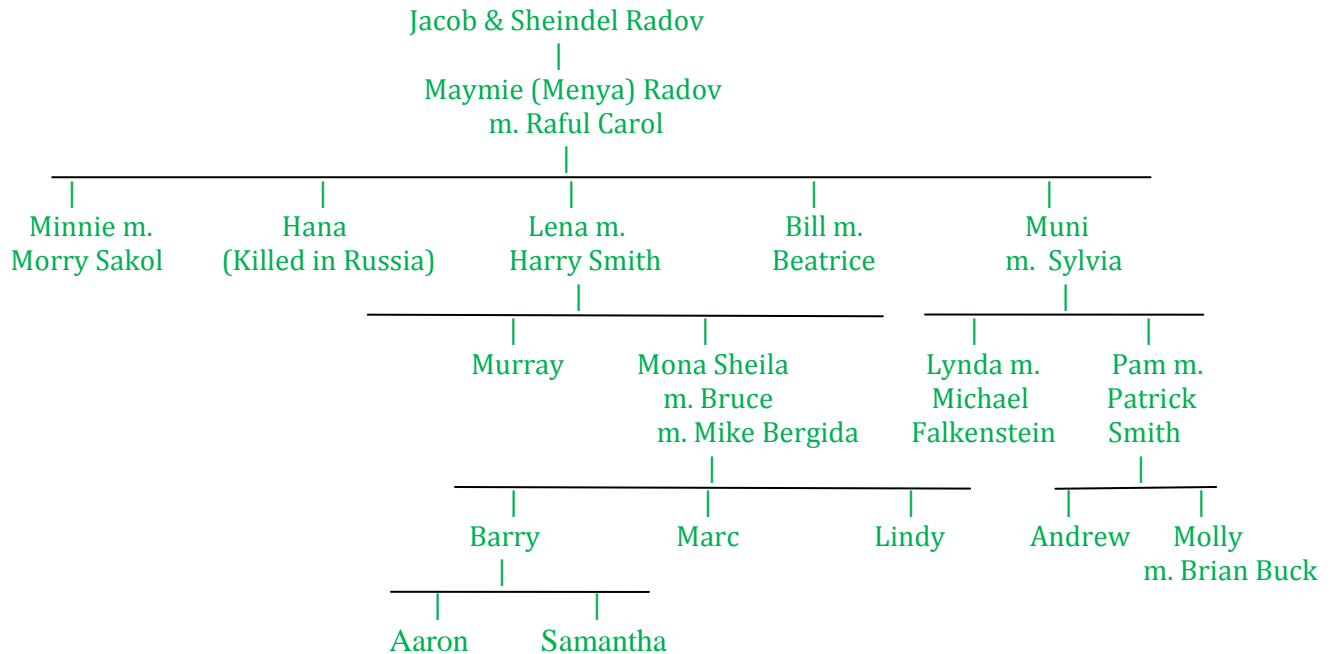 Jacob & Sheindel Radov
Maymie (Menya) Radov
m. Raful Carol
Minnie m.
Morry Sakol
Hana
(Killed in Russia)
Lena m.
Harry Smith
Bill m.
Beatrice
Muni
m. Sylvia
Murray
Mona Sheila
m. Bruce
m. Mike Bergida
Lynda m.
Michael
Falkenstein
Pam m.
Patrick
Smith
Barry
Marc
Lindy
Andrew
Molly
m. Brian Buck
Aaron
Samantha